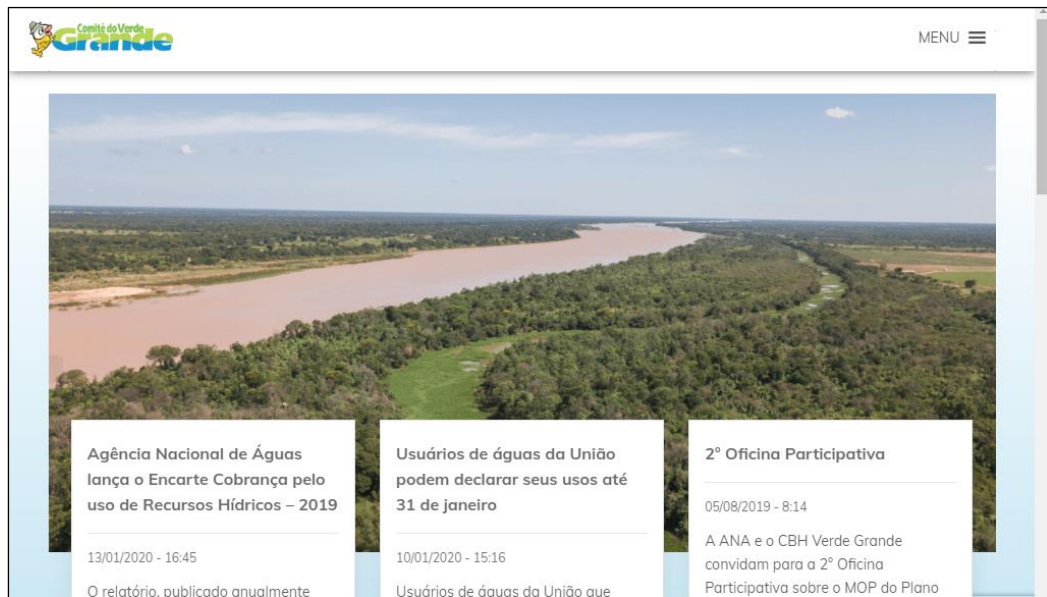 Comitê do Verde
Grande
MENU
Agência Nacional de Águas
lança o Encarte Cobrança pelo
uso de Recursos Hídricos – 2019
13/01/2020 - 16:45
O relatório, publicado anualmente
Usuários de águas da União
podem declarar seus usos até
31 de janeiro
10/01/2020 - 15:16
Usuários de águas da União que
2° Oficina Participativa
05/08/2019 - 8:14
A ANA e o CBH Verde Grande
convidam para a 2° Oficina
Participativa sobre o MOP do Plano